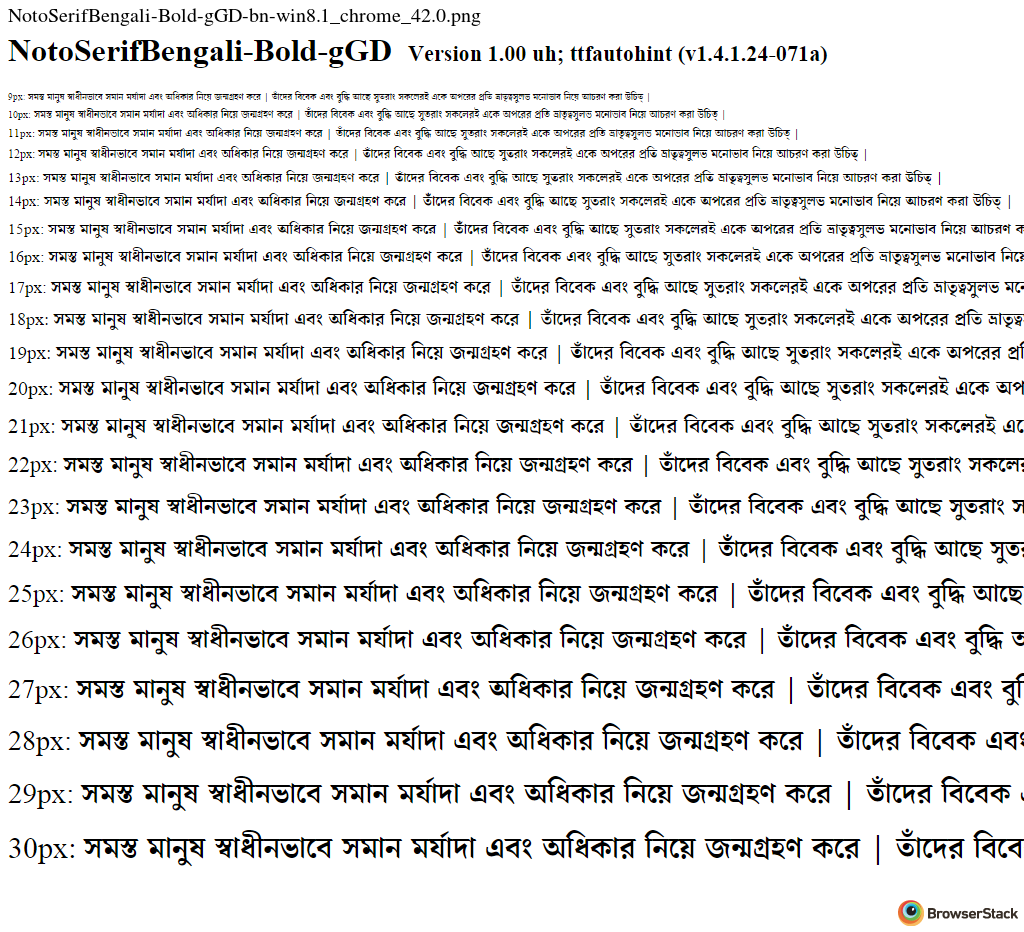 NotoSerifBengali-Bold-gGD-bn-win8.1_chrome_42.0.png
NotoSerifBengali-Bold-gGD Version 1.00 uh; ttfautohint (v1.4.1.24-071a)
9px: সমস্ত মানুষ স্বাধীনভাবে সমান মর্যাদা এবং অধিকার নিয়ে জন্মগ্রহণ করে | তাঁদের বিবেক এবং বুদ্ধি আছে সুতরাং সকলেরই একে অপরের প্রতি ভ্রাতৃত্বসুলভ মনোভাব নিয়ে আচরণ করা উচিত্ |
10px: সমস্ত মানুষ স্বাধীনভাবে সমান মর্যাদা এবং অধিকার নিয়ে জন্মগ্রহণ করে | তাঁদের বিবেক এবং বুদ্ধি আছে সুতরাং সকলেরই একে অপরের প্রতি ভ্রাতৃত্বসুলভ মনোভাব নিয়ে আচরণ করা উচিত্ |
11px: সমস্ত মানুষ স্বাধীনভাবে সমান মর্যাদা এবং অধিকার নিয়ে জন্মগ্রহণ করে | তাঁদের বিবেক এবং বুদ্ধি আছে সুতরাং সকলেরই একে অপরের প্রতি ভ্রাতৃত্বসুলভ মনোভাব নিয়ে আচরণ করা উচিত্ |
12px: সমস্ত মানুষ স্বাধীনভাবে সমান মর্যাদা এবং অধিকার নিয়ে জন্মগ্রহণ করে | তাঁদের বিবেক এবং বুদ্ধি আছে সুতরাং সকলেরই একে অপরের প্রতি ভ্রাতৃত্বসুলভ মনোভাব নিয়ে আচরণ করা উচিত্ |
13px: সমস্ত মানুষ স্বাধীনভাবে সমান মর্যাদা এবং অধিকার নিয়ে জন্মগ্রহণ করে | তাঁদের বিবেক এবং বুদ্ধি আছে সুতরাং সকলেরই একে অপরের প্রতি ভ্রাতৃত্বসুলভ মনোভাব নিয়ে আচরণ করা উচিত্ |
14px: সমস্ত মানুষ স্বাধীনভাবে সমান মর্যাদা এবং অধিকার নিয়ে জন্মগ্রহণ করে | তাঁদের বিবেক এবং বুদ্ধি আছে সুতরাং সকলেরই একে অপরের প্রতি ভ্রাতৃত্বসুলভ মনোভাব নিয়ে আচরণ করা উচিত্ |
15px: সমস্ত মানুষ স্বাধীনভাবে সমান মর্যাদা এবং অধিকার নিয়ে জন্মগ্রহণ করে | তাঁদের বিবেক এবং বুদ্ধি আছে সুতরাং সকলেরই একে অপরের প্রতি ভ্রাতৃত্বসুলভ মনোভাব নিয়ে আচরণ ক
16px: সমস্ত মানুষ স্বাধীনভাবে সমান মর্যাদা এবং অধিকার নিয়ে জন্মগ্রহণ করে | তাঁদের বিবেক এবং বুদ্ধি আছে সুতরাং সকলেরই একে অপরের প্রতি ভ্রাতৃত্বসুলভ মনোভাব নিয়ে
17px: সমস্ত মানুষ স্বাধীনভাবে সমান মর্যাদা এবং অধিকার নিয়ে জন্মগ্রহণ করে | তাঁদের বিবেক এবং বুদ্ধি আছে সুতরাং সকলেরই একে অপরের প্রতি ভ্রাতৃত্বসুলভ মনে
18px: সমস্ত মানুষ স্বাধীনভাবে সমান মর্যাদা এবং অধিকার নিয়ে জন্মগ্রহণ করে | তাঁদের বিবেক এবং বুদ্ধি আছে সুতরাং সকলেরই একে অপরের প্রতি ভ্রাতৃত্ব
19px: সমস্ত মানুষ স্বাধীনভাবে সমান মর্যাদা এবং অধিকার নিয়ে জন্মগ্রহণ করে | তাঁদের বিবেক এবং বুদ্ধি আছে সুতরাং সকলেরই একে অপরের প্রা
20px: সমস্ত মানুষ স্বাধীনভাবে সমান মর্যাদা এবং অধিকার নিয়ে জন্মগ্রহণ করে | তাঁদের বিবেক এবং বুদ্ধি আছে সুতরাং সকলেরই একে অপ
21px: সমস্ত মানুষ স্বাধীনভাবে সমান মর্যাদা এবং অধিকার নিয়ে জন্মগ্রহণ করে | তাঁদের বিবেক এবং বুদ্ধি আছে সুতরাং সকলেরই একে
22px: সমস্ত মানুষ স্বাধীনভাবে সমান মর্যাদা এবং অধিকার নিয়ে জন্মগ্রহণ করে | তাঁদের বিবেক এবং বুদ্ধি আছে সুতরাং সকলের
23px: সমস্ত মানুষ স্বাধীনভাবে সমান মর্যাদা এবং অধিকার নিয়ে জন্মগ্রহণ করে | তাঁদের বিবেক এবং বুদ্ধি আছে সুতরাং স
24px: সমস্ত মানুষ স্বাধীনভাবে সমান মর্যাদা এবং অধিকার নিয়ে জন্মগ্রহণ করে | তাঁদের বিবেক এবং বুদ্ধি আছে সুত
25px: সমস্ত মানুষ স্বাধীনভাবে সমান মর্যাদা এবং অধিকার নিয়ে জন্মগ্রহণ করে | তাঁদের বিবেক এবং বুদ্ধি আছে
26px: সমস্ত মানুষ স্বাধীনভাবে সমান মর্যাদা এবং অধিকার নিয়ে জন্মগ্রহণ করে | তাঁদের বিবেক এবং বুদ্ধি
27px: সমস্ত মানুষ স্বাধীনভাবে সমান মর্যাদা এবং অধিকার নিয়ে জন্মগ্রহণ করে | তাঁদের বিবেক এবং বু
28px: সমস্ত মানুষ স্বাধীনভাবে সমান মর্যাদা এবং অধিকার নিয়ে জন্মগ্রহণ করে | তাঁদের বিবেক এবং
29px: সমস্ত মানুষ স্বাধীনভাবে সমান মর্যাদা এবং অধিকার নিয়ে জন্মগ্রহণ করে | তাঁদের বিবেক
30px: সমস্ত মানুষ স্বাধীনভাবে সমান মর্যাদা এবং অধিকার নিয়ে জন্মগ্রহণ করে | তাঁদের বিবে
BrowserStack